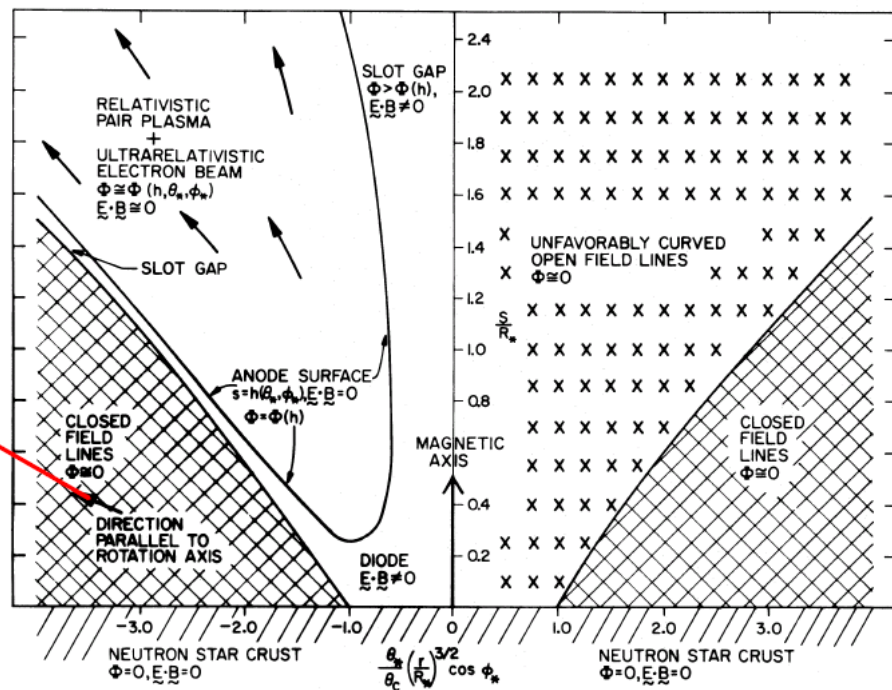 2.4
2.2
2.0
1.8
1.6
1.4
1.2
1.0
0.8
0.6
0.4
0.2
SLOT GAP
Φ>Φ(h),
E·B≠0
RELATIVISTIC
PAIR PLASMA
+
ULTRARELATIVISTIC
ELECTRON BEAM
Φ≅Φ (h,θ*,ϕ*)
E·B≅0
SLOT GAP
UNFAVORABLY CURVED
OPEN FIELD LINES
Φ≅0
S/R*
ANODE SURFACE
s=h(θ*,ϕ*),E·B=0
Φ=Φ(h)
CLOSED
FIELD
LINES
Φ≅0
MAGNETIC
AXIS
CLOSED
FIELD
LINES
Φ≅0
DIRECTION
PARALLEL TO
ROTATION AXIS
DIODE
E·B≠0
-3.0 -2.0 -1.0 0 1.0 2.0 3.0
NEUTRON STAR CRUST
Φ=0,E·B=0
θ*/θc (r/R*)^3/2 cos ϕ*
NEUTRON STAR CRUST
Φ=0,E·B=0